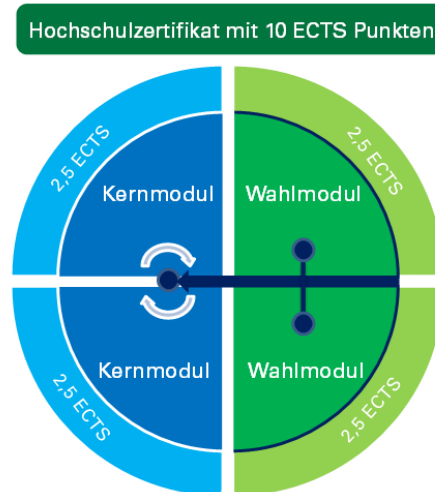 Hochschulzertifikat mit 10 ECTS Punkten
2,5 ECTS
2,5 ECTS
Kernmodul
Wahlmodul
Kernmodul
Wahlmodul
2,5 ECTS
2,5 ECTS